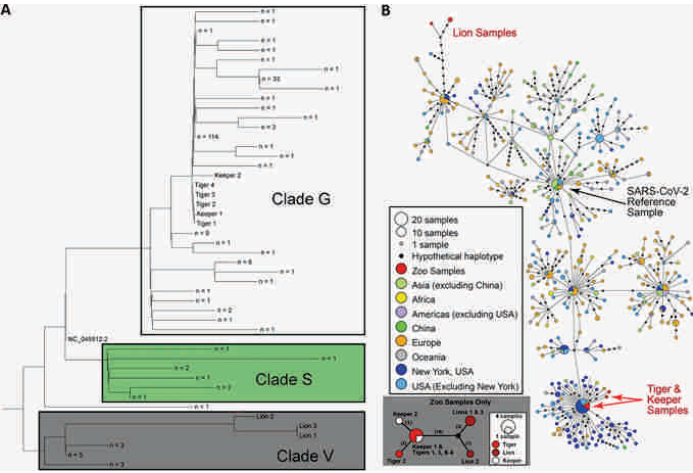 A
n = 1
n = 1
n = 1
n = 1
n = 1
n = 1
n = 1
n = 30
n = 1
n = 1
n = 1
n = 1
n = 3
n = 114
n = 1
n = 1
n = 1
Keeper 2
Tiger 4
Tiger 3
Tiger 2
Keeper 1
Tiger 1
n = 9
n = 1
n = 1
n = 6
n = 1
n = 1
n = 1
n = 2
n = 1
n = 1
Clade G
NC_045512.2
n = 1
n = 1
n = 2
n = 1
n = 1
Clade S
n = 1
Lion 2
Lion 3
Lion 1
n = 3
n = 5
n = 3
Clade V
B
Lion Samples
SARS-CoV-2
Reference
Sample
20 samples
10 samples
1 sample
Hypothetical haplotype
Zoo Samples
Asia (excluding China)
Africa
Americas (excluding USA)
China
Europe
Oceania
New York, USA
USA (Excluding New York)
Tiger &
Keeper
Samples
Zoo Samples Only
Keeper 2
Tiger 2
Keeper 1 &
Tigers 1, 3, & 4
Lions 1 & 3
Lion 2
4 samples
1 sample
Tiger
Lion
Keeper